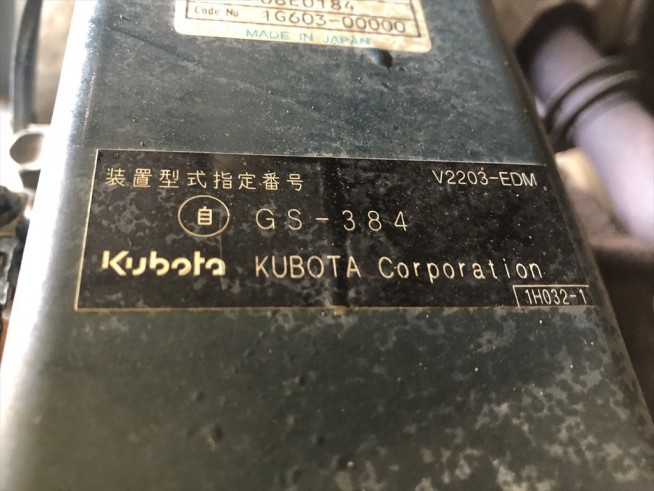 08E0184
Code No 1G603-00000
MADE IN JAPAN
装置型式指定番号 V2203-EDM
自 GS-384
Kubota KUBOTA Corporation
1H032-1